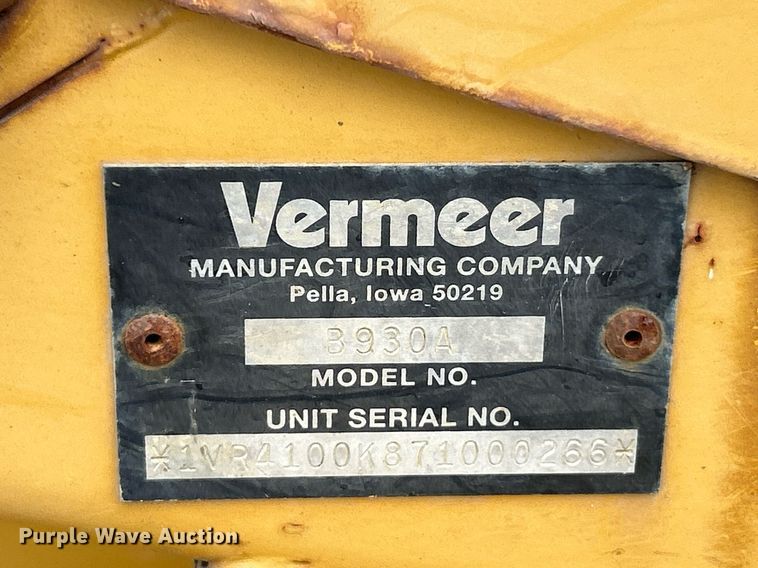 Vermeer
MANUFACTURING COMPANY
Pella, Iowa 50219
B930A
MODEL NO.
UNIT SERIAL NO.
*1VR4100K871000266*
Purple Wave Auction